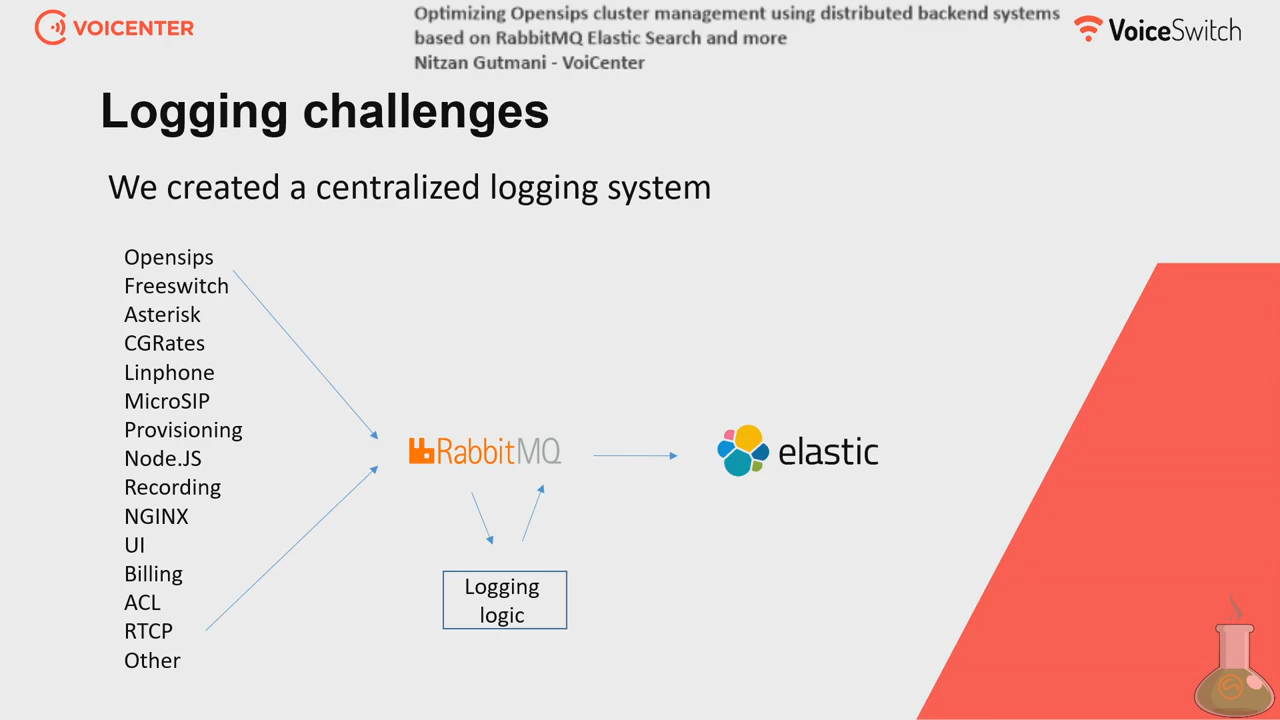 VOICENTER
Optimizing Opensips cluster management using distributed backend systems
based on RabbitMQ Elastic Search and more
Nitzan Gutmani - VoiCenter
VoiceSwitch
Logging challenges
We created a centralized logging system
Opensips
Freeswitch
Asterisk
CGRates
Linphone
MicroSIP
Provisioning
Node.JS
Recording
NGINX
UI
Billing
ACL
RTCP
Other
RabbitMQ
elastic
Logging
logic